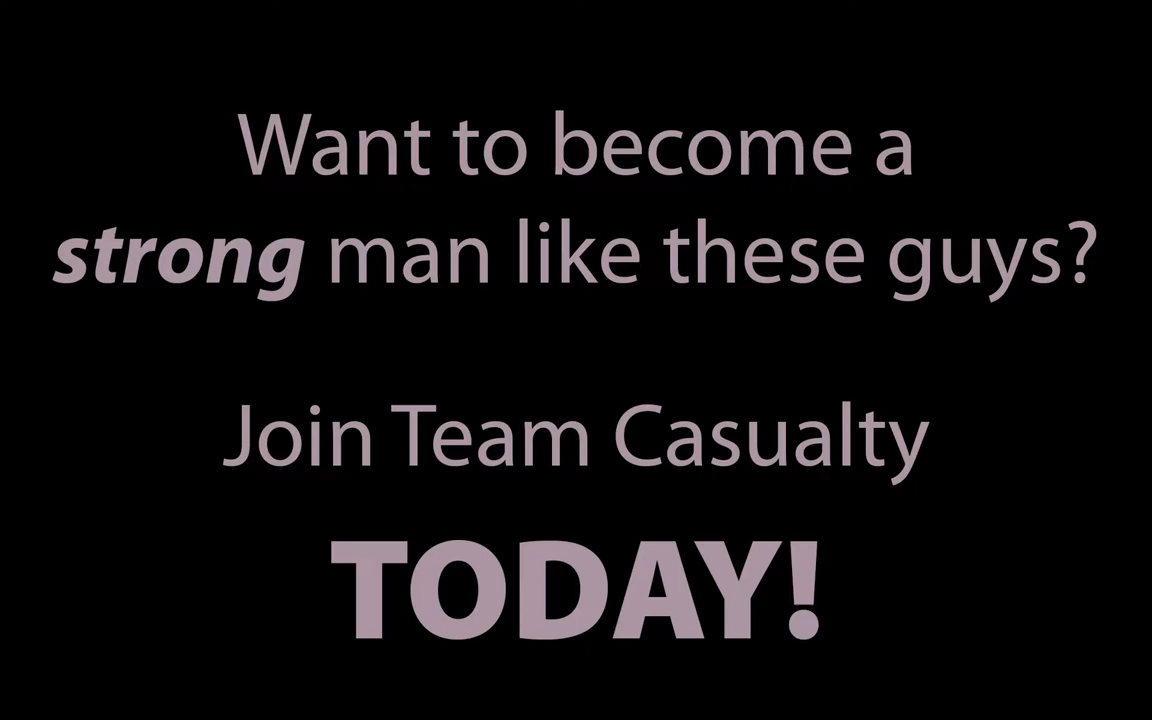 Want to become a
strong man like these guys?
Join Team Casualty
TODAY!